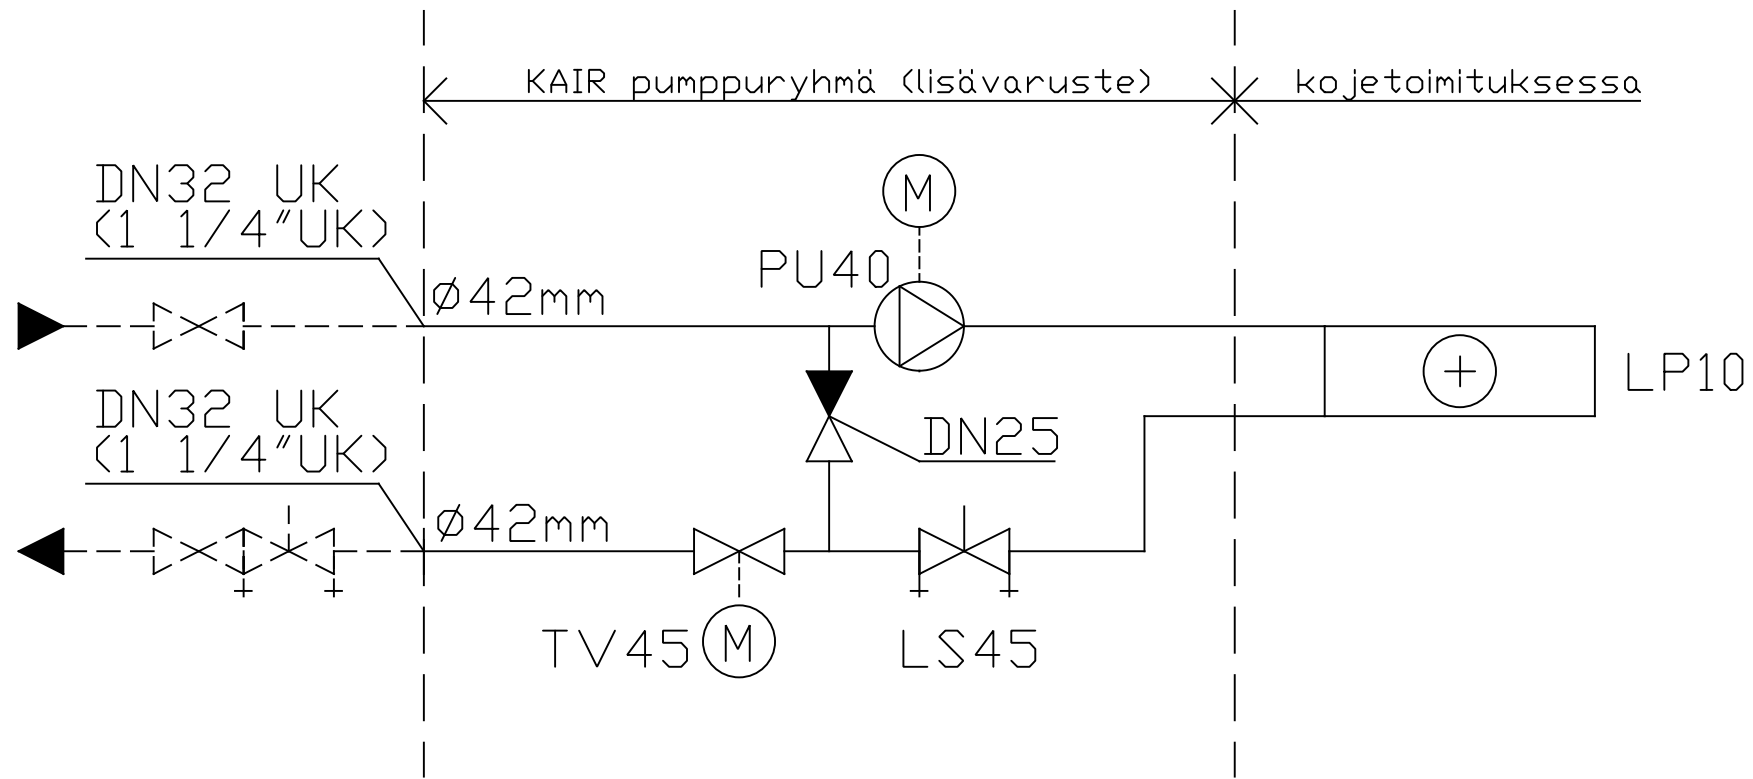 KAIR pumppuryhmä (lisävaruste)
kojetoimituksessa
DN32 UK
(1 1/4"UK)
M
PU40
Ø42mm
LP10
DN32 UK
(1 1/4"UK)
DN25
Ø42mm
TV45
M
LS45